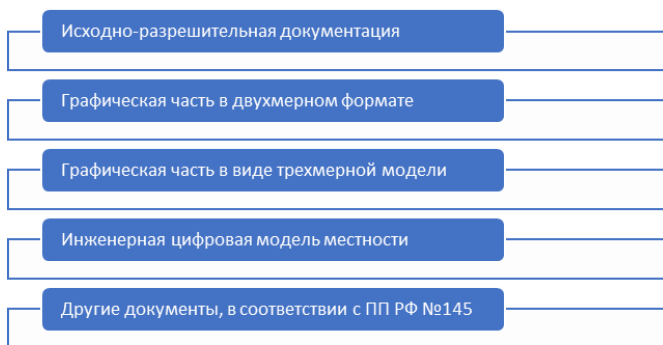 Исходно-разрешительная документация
Графическая часть в двухмерном формате
Графическая часть в виде трехмерной модели
Инженерная цифровая модель местности
Другие документы, в соответствии с ПП РФ №145